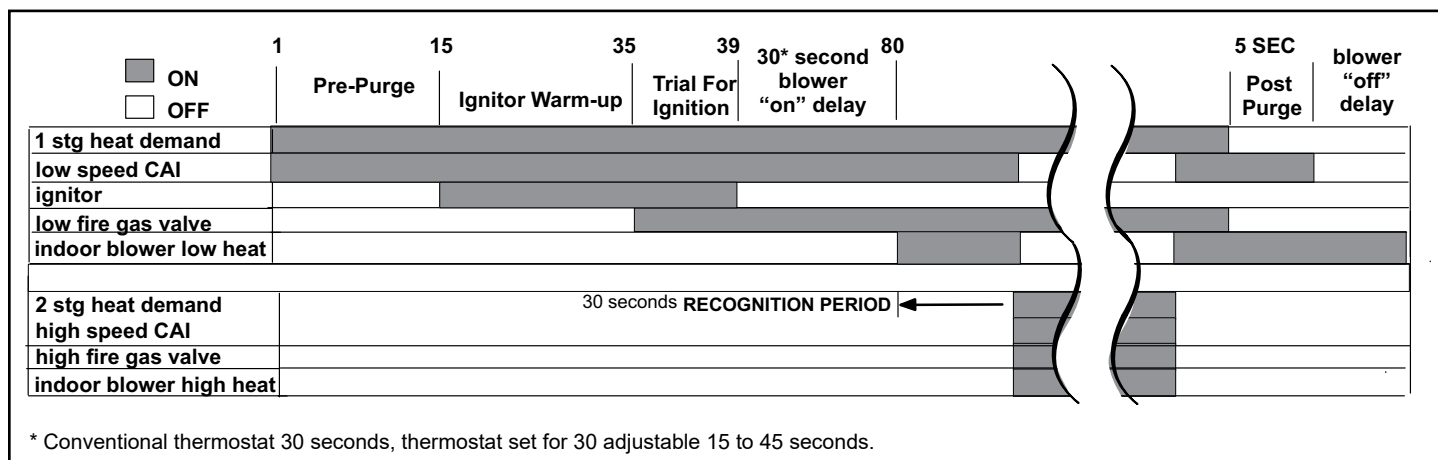 1 15 35 39 80 5 SEC
ON
OFF
Pre-Purge
Ignitor Warm-up
Trial For
Ignition
30* second
blower
“on” delay
Post
Purge
blower
“off”
delay
1 stg heat demand
low speed CAI
ignitor
low fire gas valve
indoor blower low heat
2 stg heat demand
30 seconds RECOGNITION PERIOD
high speed CAI
high fire gas valve
indoor blower high heat
* Conventional thermostat 30 seconds, thermostat set for 30 adjustable 15 to 45 seconds.